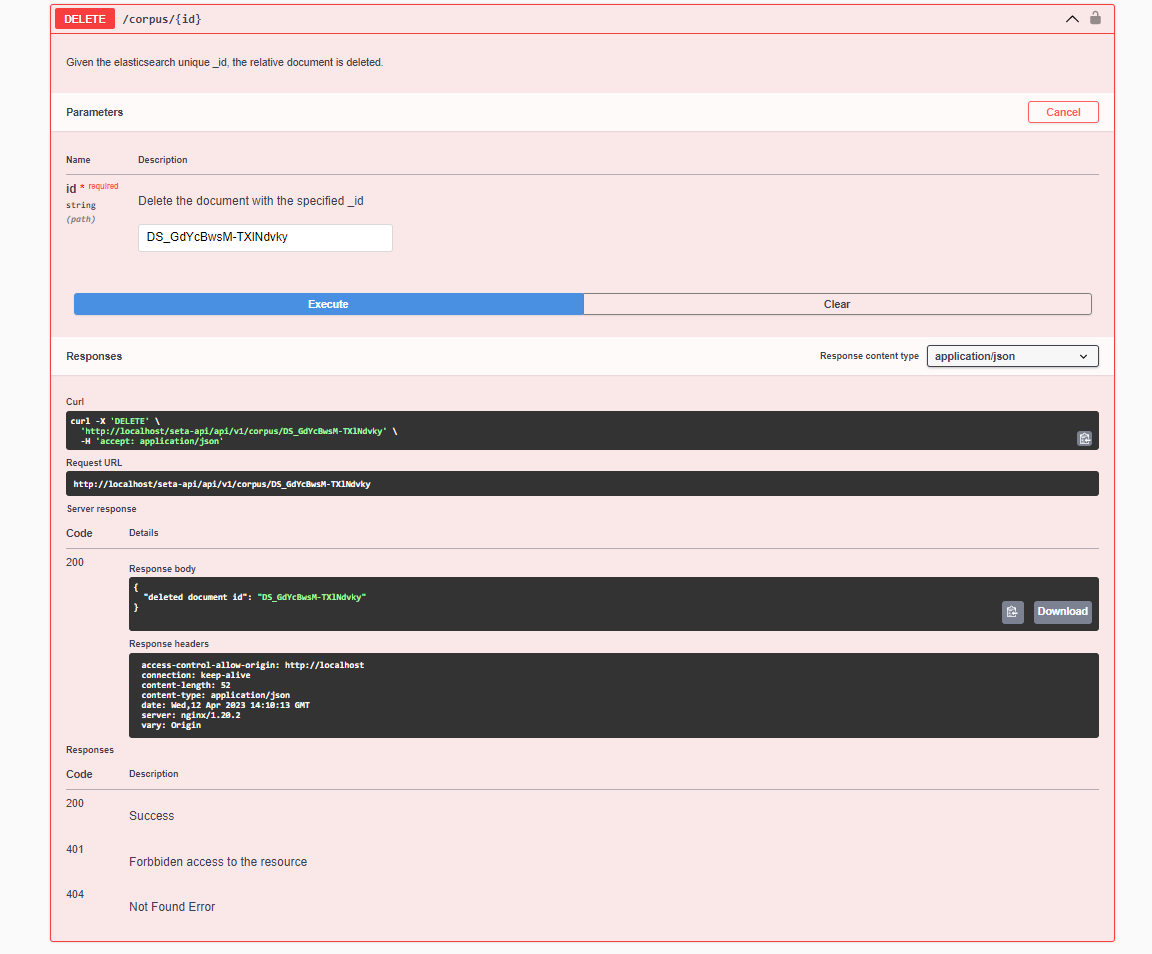 DELETE /corpus/{id}
Given the elasticsearch unique _id, the relative document is deleted.
Parameters Cancel
Name Description
id * required
string
(path)
Delete the document with the specified _id
DS_GdYcBwsM-TXlNdvky
Execute Clear
Responses Response content type application/json
Curl
curl -X 'DELETE' \
'http://localhost/seta-api/api/v1/corpus/DS_GdYcBwsM-TXlNdvky' \
-H 'accept: application/json'
Request URL
http://localhost/seta-api/api/v1/corpus/DS_GdYcBwsM-TXlNdvky
Server response
Code Details
200
Response body
{
"deleted document id": "DS_GdYcBwsM-TXlNdvky"
}
Download
Response headers
access-control-allow-origin: http://localhost
connection: keep-alive
content-length: 52
content-type: application/json
date: Wed,12 Apr 2023 14:10:13 GMT
server: nginx/1.20.2
vary: Origin
Responses
Code Description
200
Success
401
Forbbiden access to the resource
404
Not Found Error